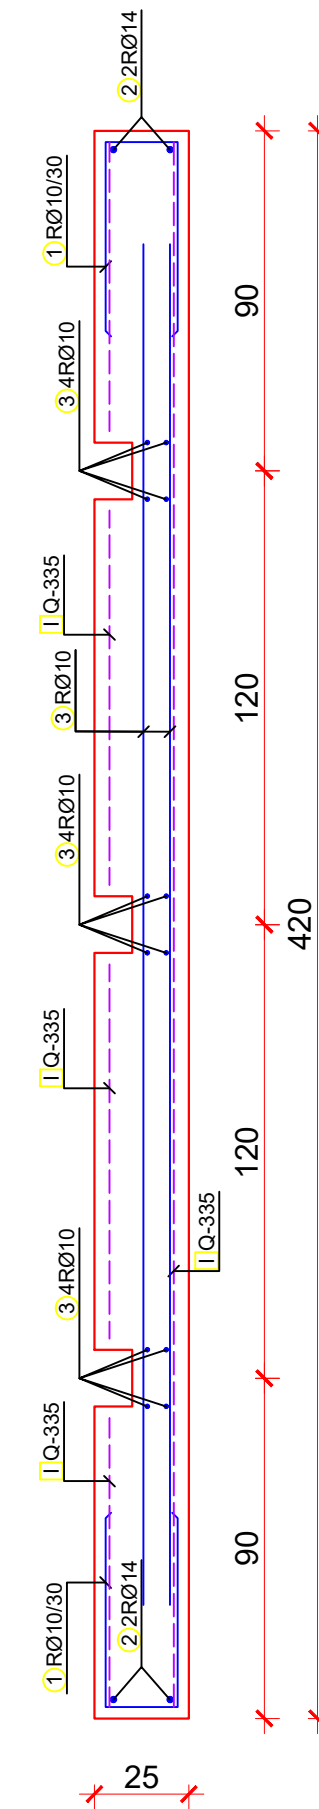 ② 2RØ14
① RØ10/30
90
③ 4RØ10
I Q-335
③ RØ10
120
③ 4RØ10
420
I Q-335
120
I Q-335
③ 4RØ10
I Q-335
90
② 2RØ14
① RØ10/30
25